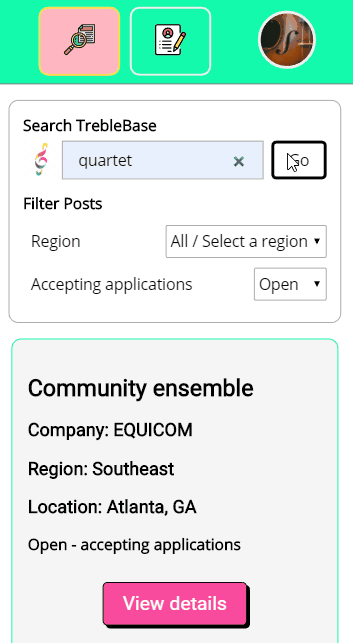 Search TrebleBase
quartet
Go
Filter Posts
Region
All / Select a region
Accepting applications
Open
Community ensemble
Company: EQUICOM
Region: Southeast
Location: Atlanta, GA
Open - accepting applications
View details